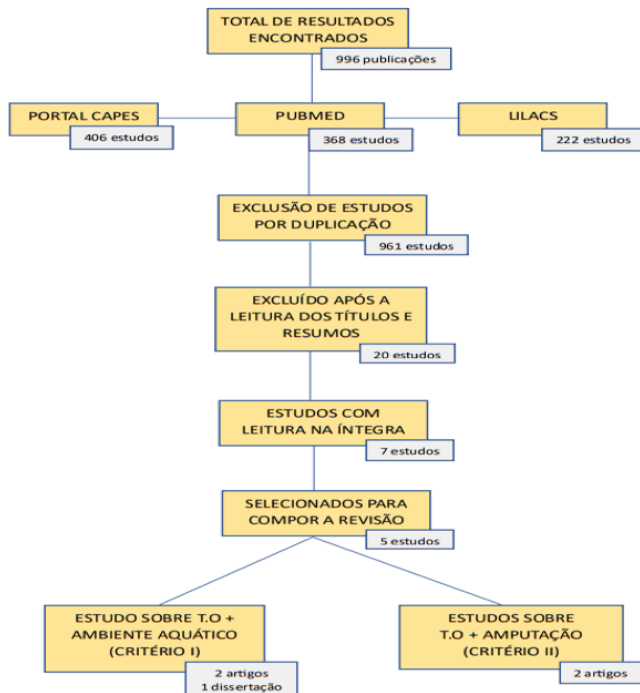 TOTAL DE RESULTADOS
ENCONTRADOS
996 publicações
PORTAL CAPES
406 estudos
PUBMED
368 estudos
LILACS
222 estudos
EXCLUSÃO DE ESTUDOS
POR DUPLICAÇÃO
961 estudos
EXCLUÍDO APÓS A
LEITURA DOS TÍTULOS E
RESUMOS
20 estudos
ESTUDOS COM
LEITURA NA ÍNTEGRA
7 estudos
SELECIONADOS PARA
COMPOR A REVISÃO
5 estudos
ESTUDO SOBRE T.O +
AMBIENTE AQUÁTICO
(CRITÉRIO I)
2 artigos
1 dissertação
ESTUDOS SOBRE
T.O + AMPUTAÇÃO
(CRITÉRIO II)
2 artigos